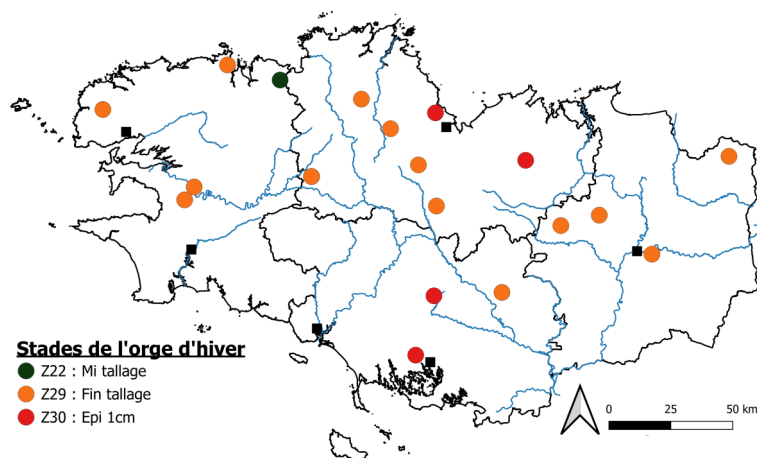 Stades de l'orge d'hiver
Z22 : Mi tallage
Z29 : Fin tallage
Z30 : Epi 1cm
0 25 50 km